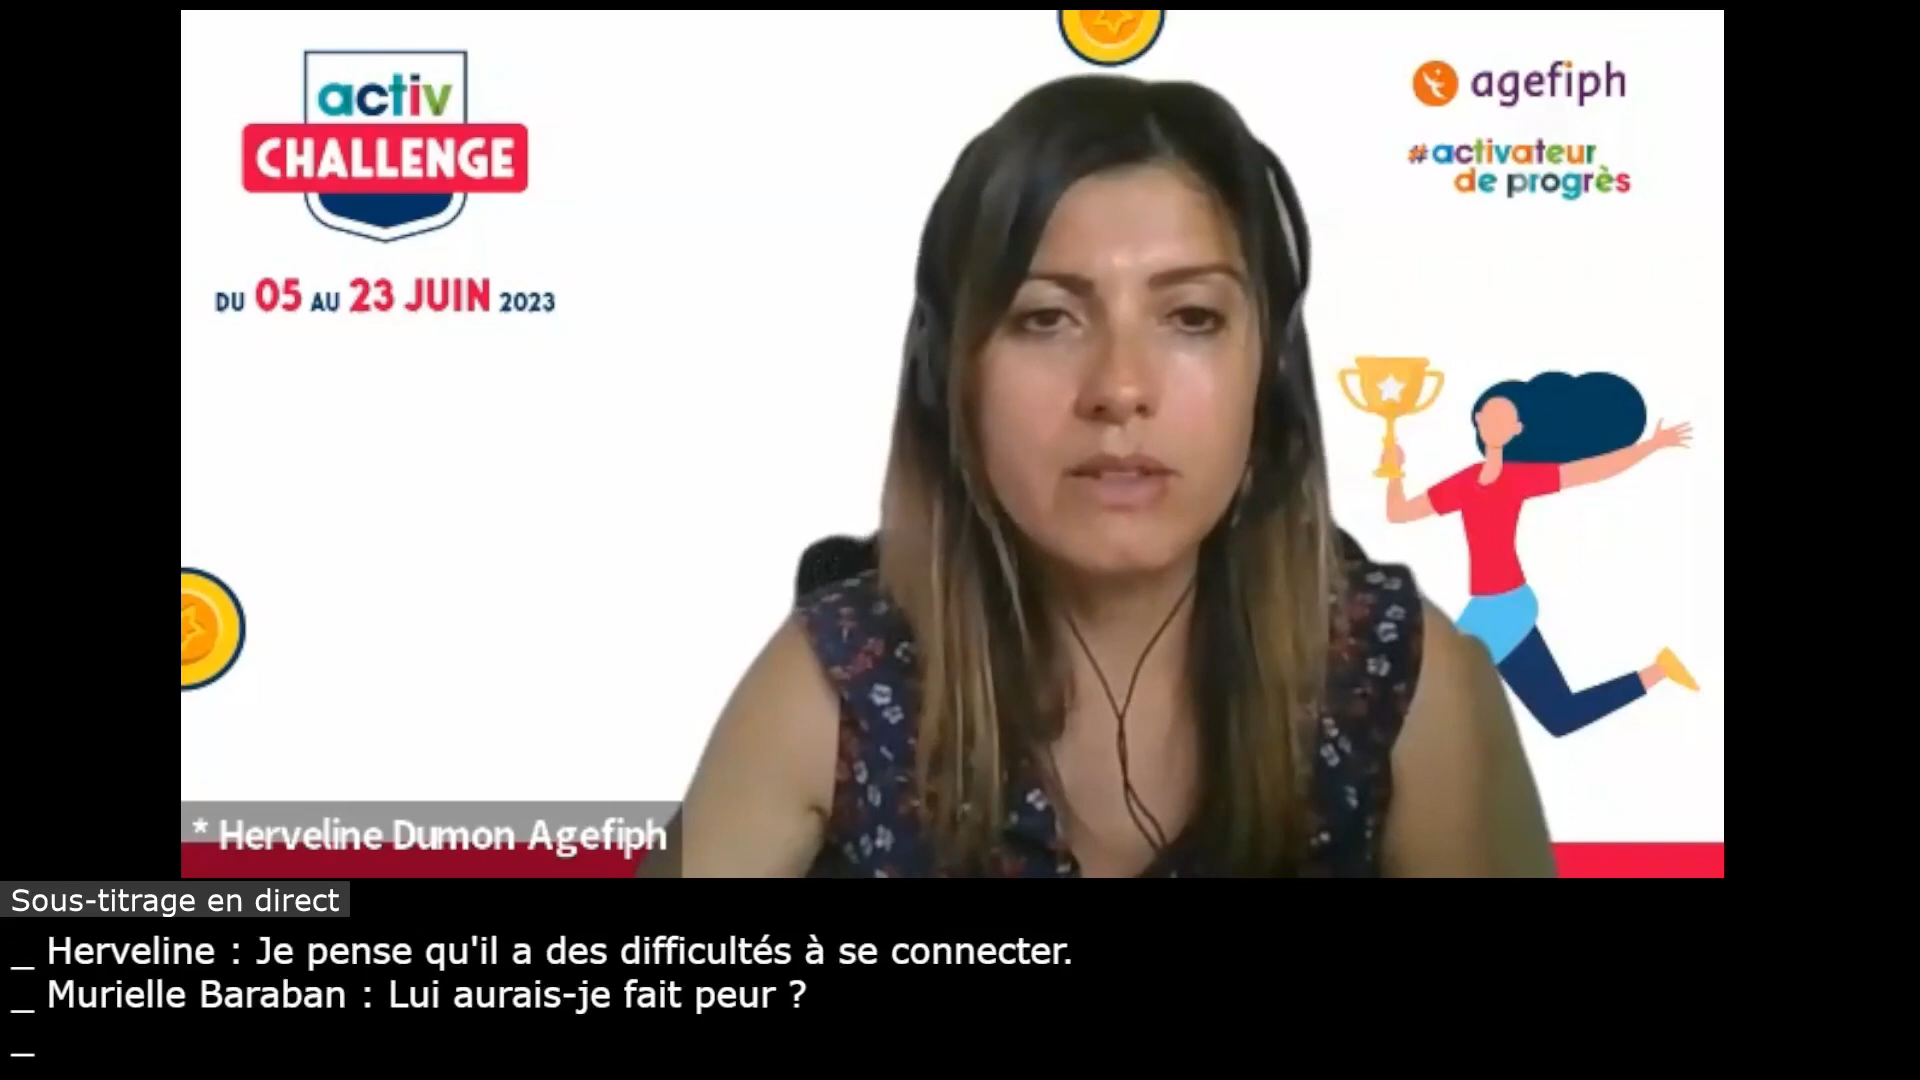 activ
CHALLENGE
DU 05 AU 23 JUIN 2023
agefiph
#activateur
de progrès
* Herveline Dumon Agefiph
Sous-titrage en direct
_ Herveline : Je pense qu'il a des difficultés à se connecter.
_ Murielle Baraban : Lui aurais-je fait peur ?
_